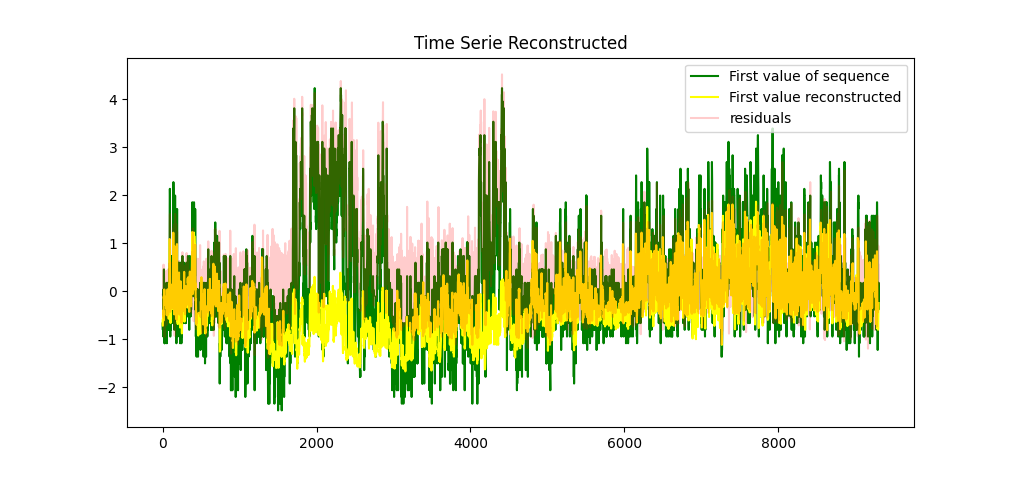 Time Serie Reconstructed
First value of sequence
First value reconstructed
residuals
4
3
2
1
0
−1
−2
0 2000 4000 6000 8000